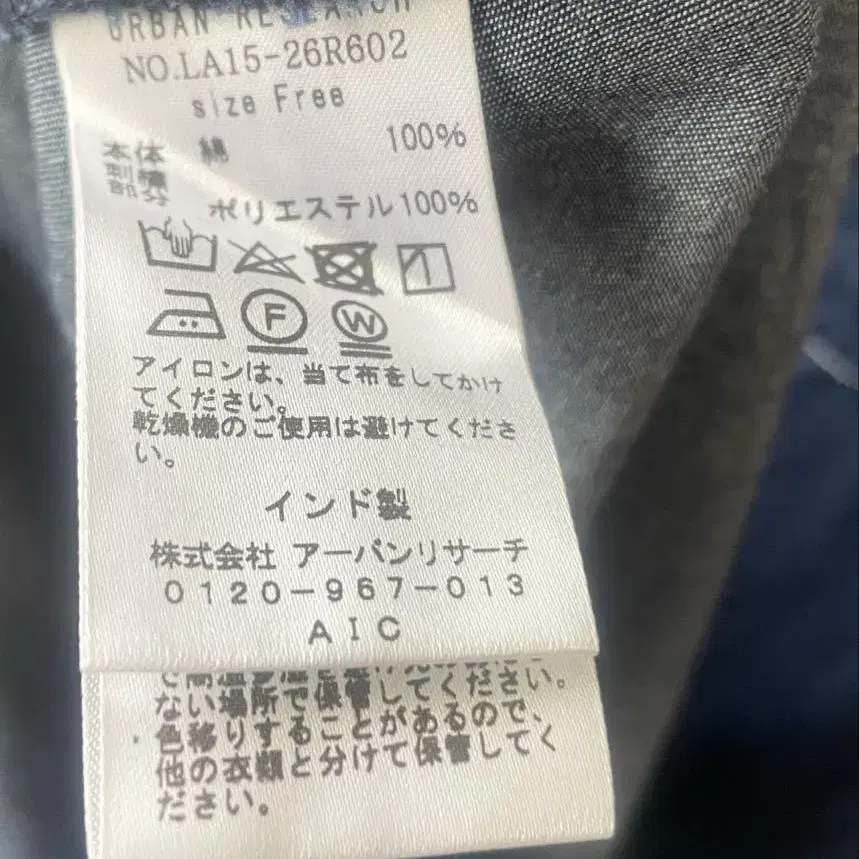 URBAN RESEARCH
NO.LA15-26R602
size Free
本体 綿 100%
刺繍
部分 ポリエステル100%
F W
アイロンは、当て布をしてかけ
てください。
乾燥機のご使用は避けてくださ
い。
インド製
株式会社 アーバンリサーチ
0120-967-013
AIC
ない場所で保管してください。
色移りすることがあるので、
他の衣類と分けて保管してく
ださい。